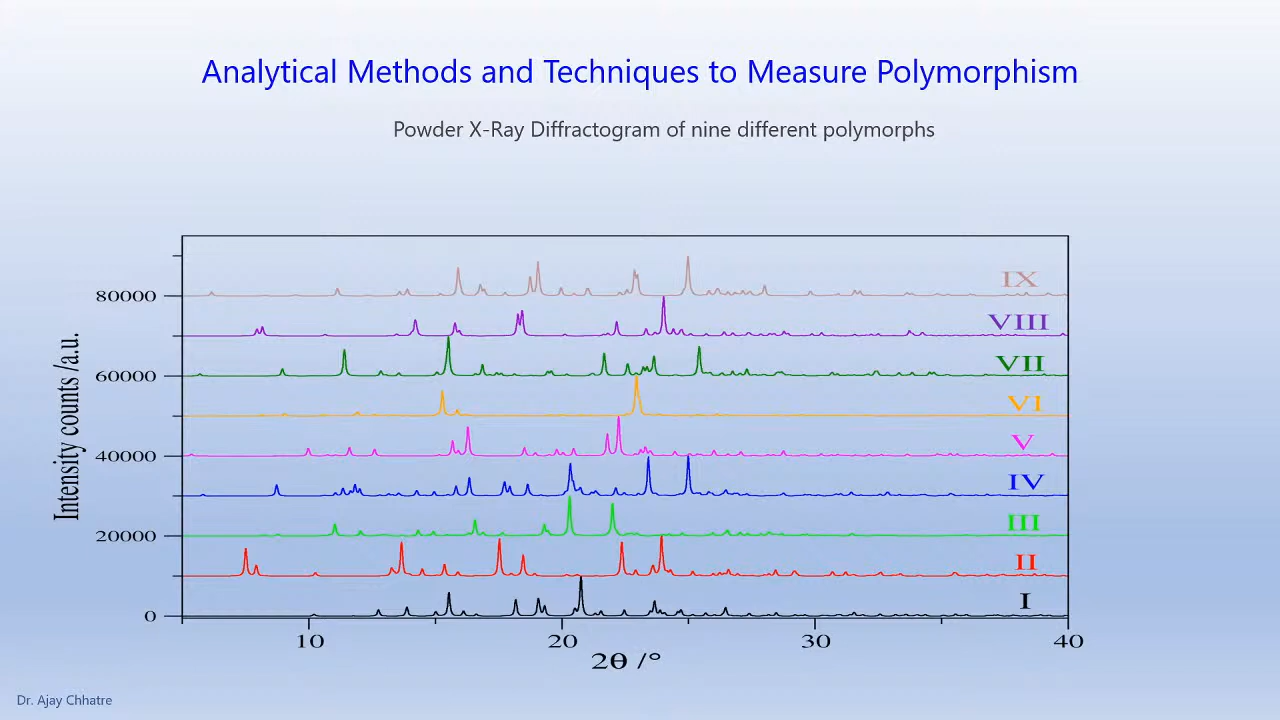 Analytical Methods and Techniques to Measure Polymorphism
Powder X-Ray Diffractogram of nine different polymorphs
Intensity counts /a.u.
80000
60000
40000
20000
0
IX
VIII
VII
VI
V
IV
III
II
I
10 20 30 40
2θ /°
Dr. Ajay Chhatre